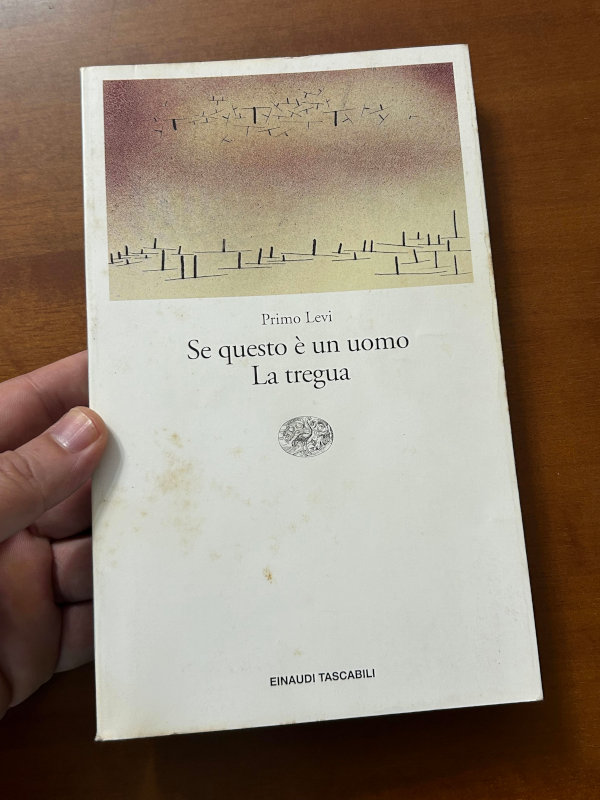 Primo Levi
Se questo è un uomo
La tregua
EINAUDI TASCABILI